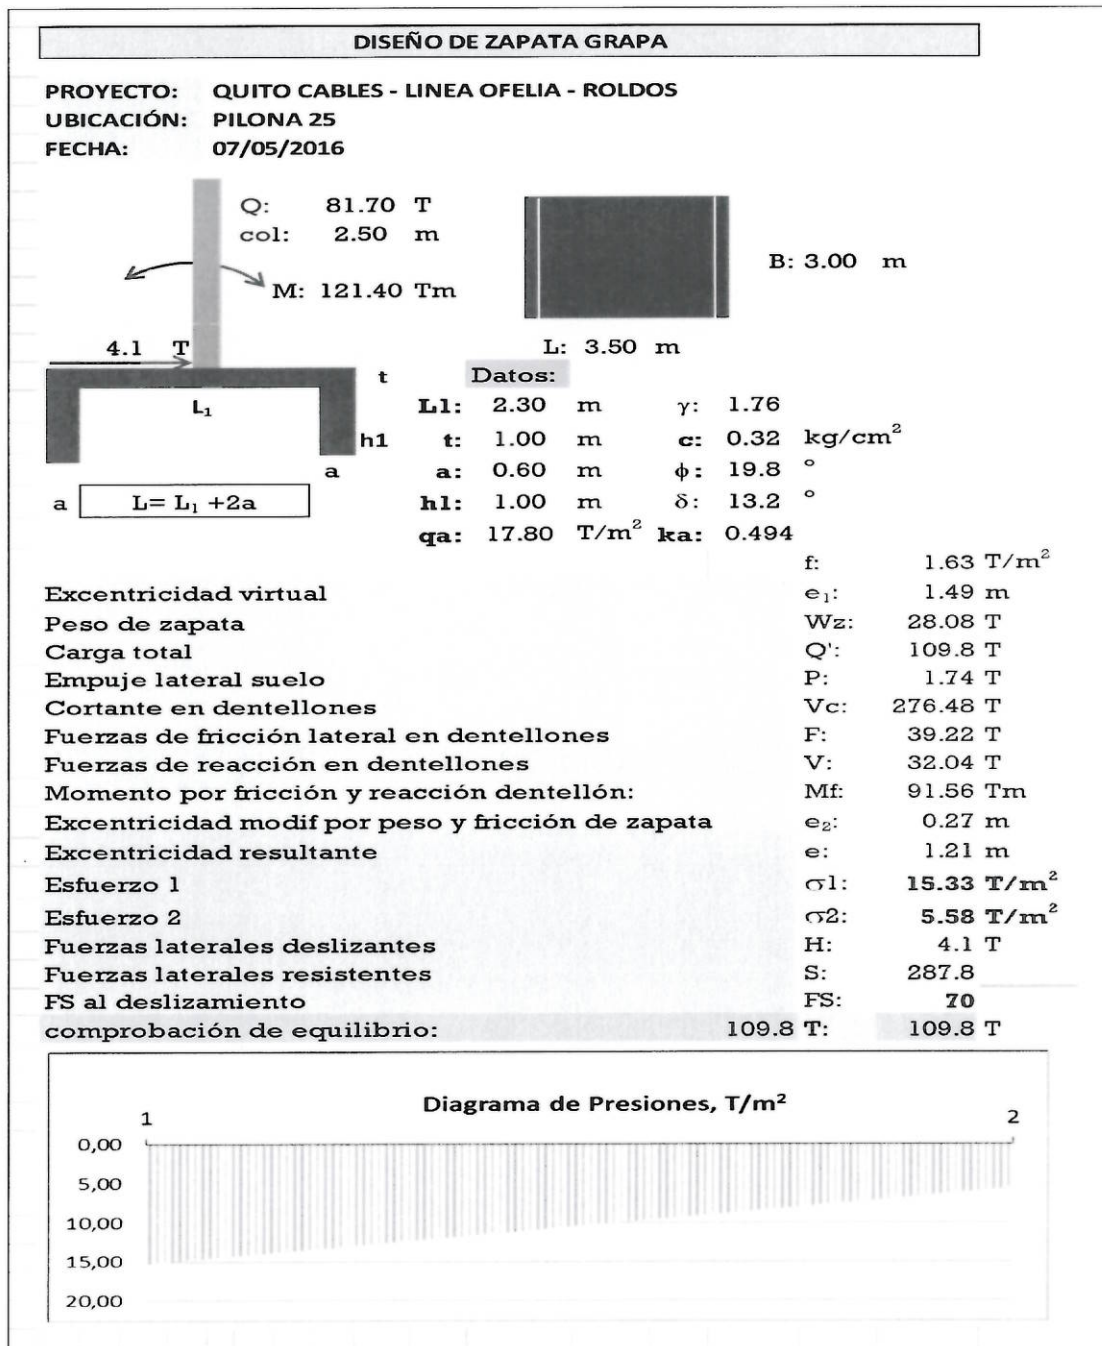 DISEÑO DE ZAPATA GRAPA
PROYECTO: QUITO CABLES - LINEA OFELIA - ROLDOS
UBICACIÓN: PILONA 25
FECHA: 07/05/2016
Q: 81.70 T
col: 2.50 m
M: 121.40 Tm
B: 3.00 m
4.1 T
L: 3.50 m
t
Datos:
L₁
L1: 2.30 m γ: 1.76
h1
t: 1.00 m c: 0.32 kg/cm²
a
a: 0.60 m ϕ: 19.8 °
a
L= L₁ +2a
h1: 1.00 m δ: 13.2 °
qa: 17.80 T/m² ka: 0.494
f: 1.63 T/m²
Excentricidad virtual e₁: 1.49 m
Peso de zapata Wz: 28.08 T
Carga total Q': 109.8 T
Empuje lateral suelo P: 1.74 T
Cortante en dentellones Vc: 276.48 T
Fuerzas de fricción lateral en dentellones F: 39.22 T
Fuerzas de reacción en dentellones V: 32.04 T
Momento por fricción y reacción dentellón: Mf: 91.56 Tm
Excentricidad modif por peso y fricción de zapata e₂: 0.27 m
Excentricidad resultante e: 1.21 m
Esfuerzo 1 σ1: 15.33 T/m²
Esfuerzo 2 σ2: 5.58 T/m²
Fuerzas laterales deslizantes H: 4.1 T
Fuerzas laterales resistentes S: 287.8
FS al deslizamiento FS: 70
comprobación de equilibrio: 109.8 T: 109.8 T
Diagrama de Presiones, T/m²
1 2
0,00
5,00
10,00
15,00
20,00